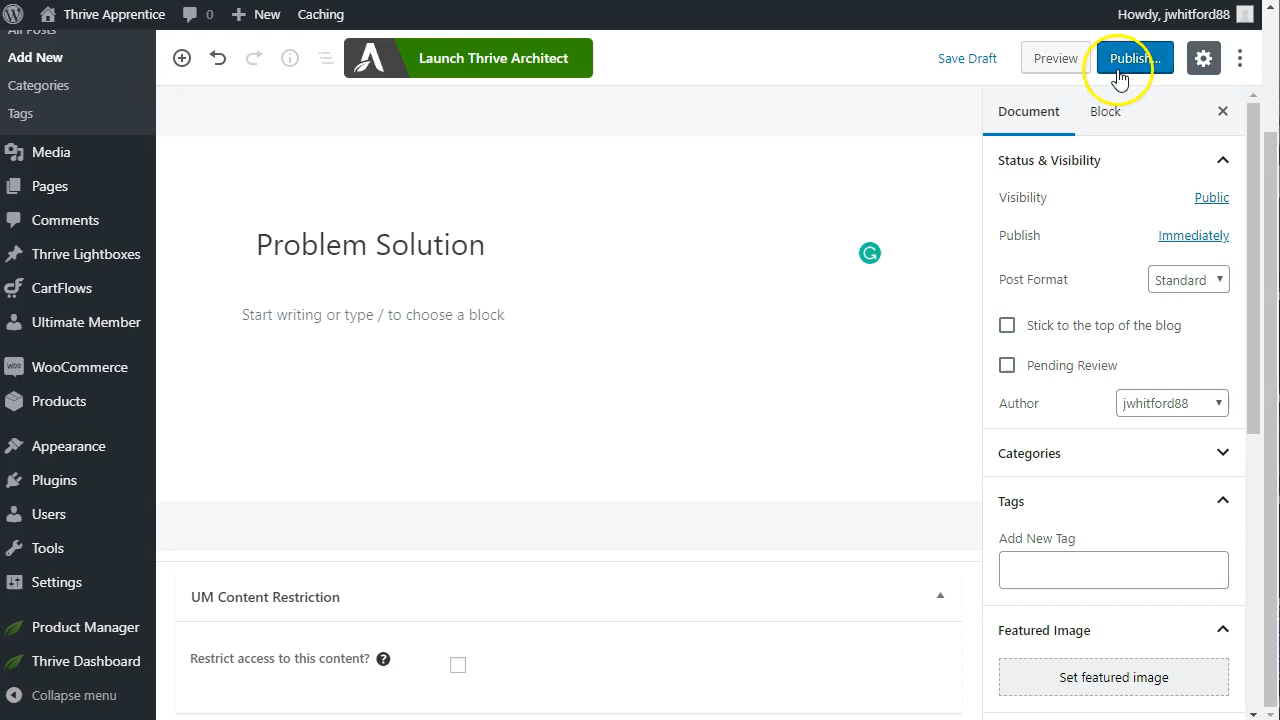 Thrive Apprentice
0
New
Caching
Howdy, jwhitford88
All Posts
Add New
Categories
Tags
Media
Pages
Comments
Thrive Lightboxes
CartFlows
Ultimate Member
WooCommerce
Products
Appearance
Plugins
Users
Tools
Settings
Product Manager
Thrive Dashboard
Collapse menu
Launch Thrive Architect
Save Draft
Preview
Publish...
Problem Solution
Start writing or type / to choose a block
UM Content Restriction
Restrict access to this content?
Document
Block
Status & Visibility
Visibility
Public
Publish
Immediately
Post Format
Standard
Stick to the top of the blog
Pending Review
Author
jwhitford88
Categories
Tags
Add New Tag
Featured Image
Set featured image